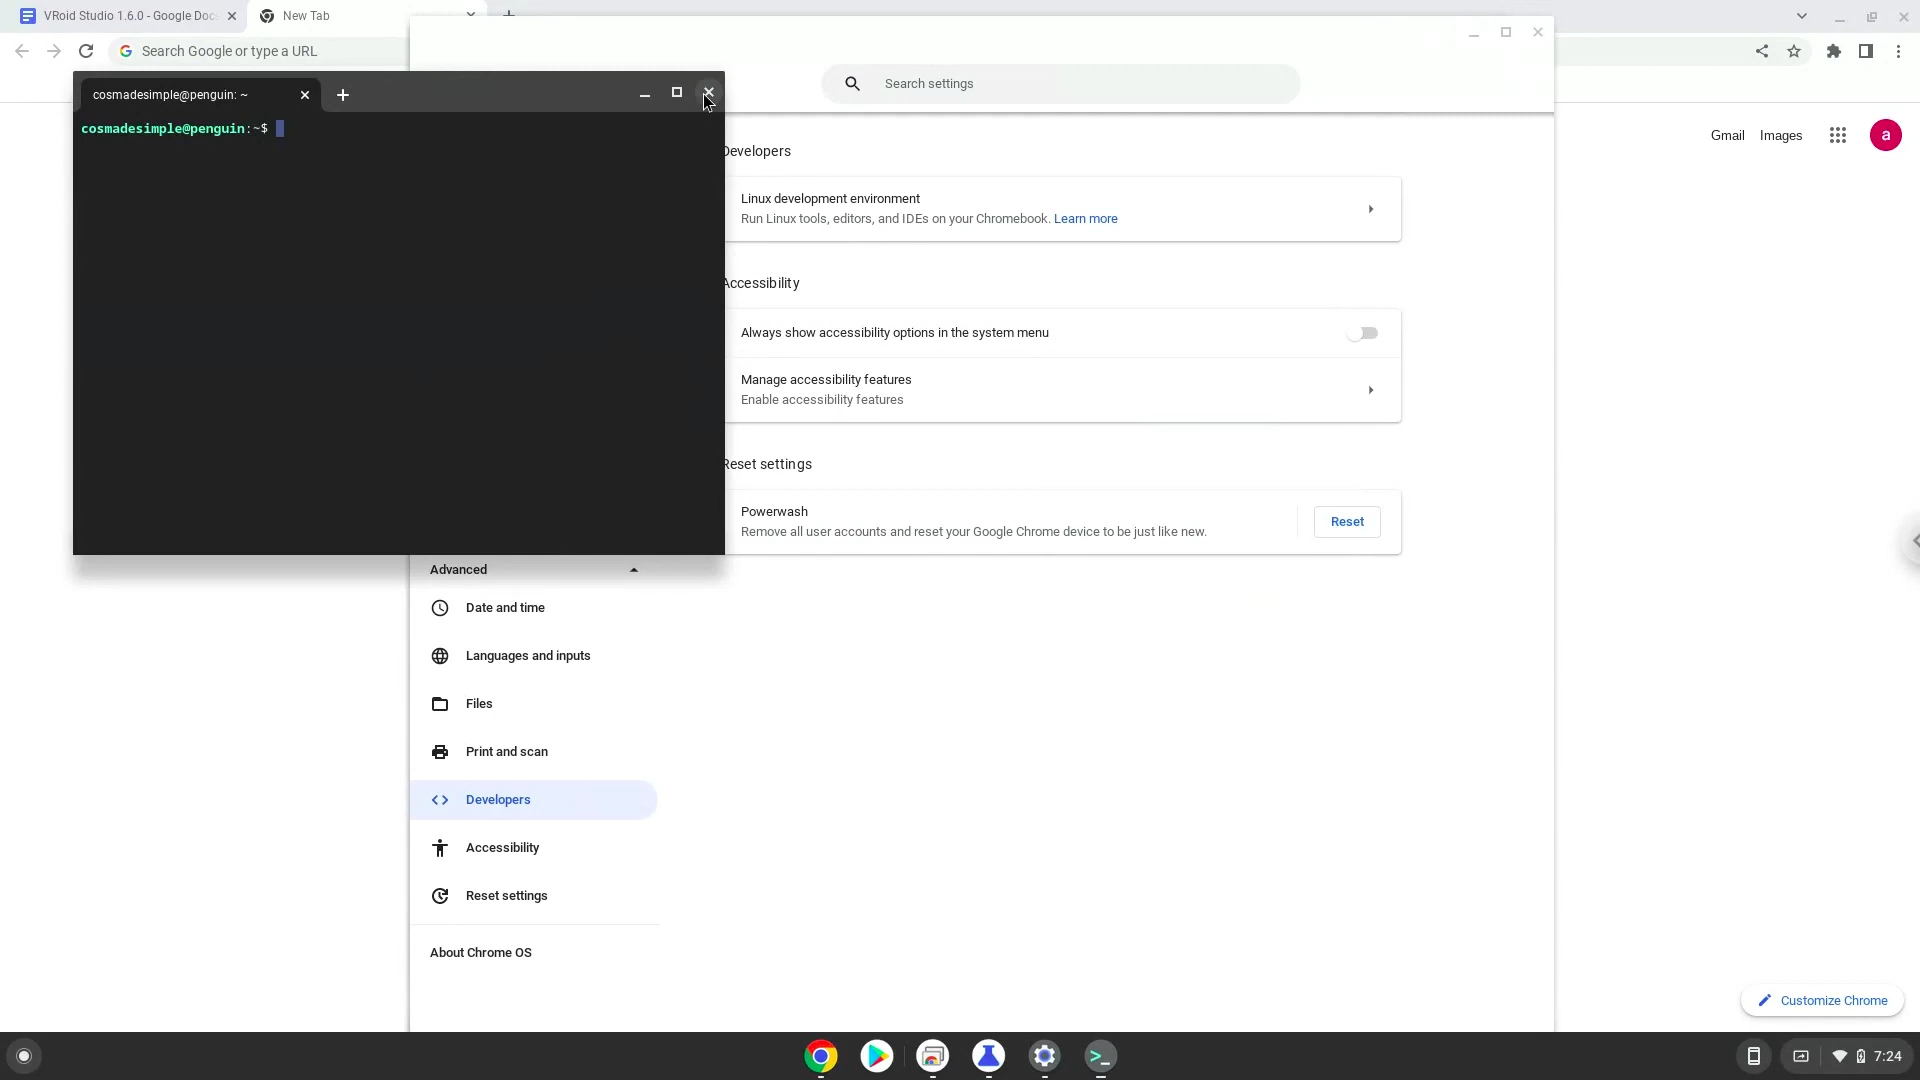 VRoid Studio 1.6.0 - Google Doc
New Tab
Search Google or type a URL
Search settings
cosmadesimple@penguin: ~
cosmadesimple@penguin:~$
Gmail
Images
a
Developers
Linux development environment
Run Linux tools, editors, and IDEs on your Chromebook. Learn more
Accessibility
Always show accessibility options in the system menu
Manage accessibility features
Enable accessibility features
Reset settings
Powerwash
Remove all user accounts and reset your Google Chrome device to be just like new.
Reset
Advanced
Date and time
Languages and inputs
Files
Print and scan
Developers
Accessibility
Reset settings
About Chrome OS
Customize Chrome
7:24